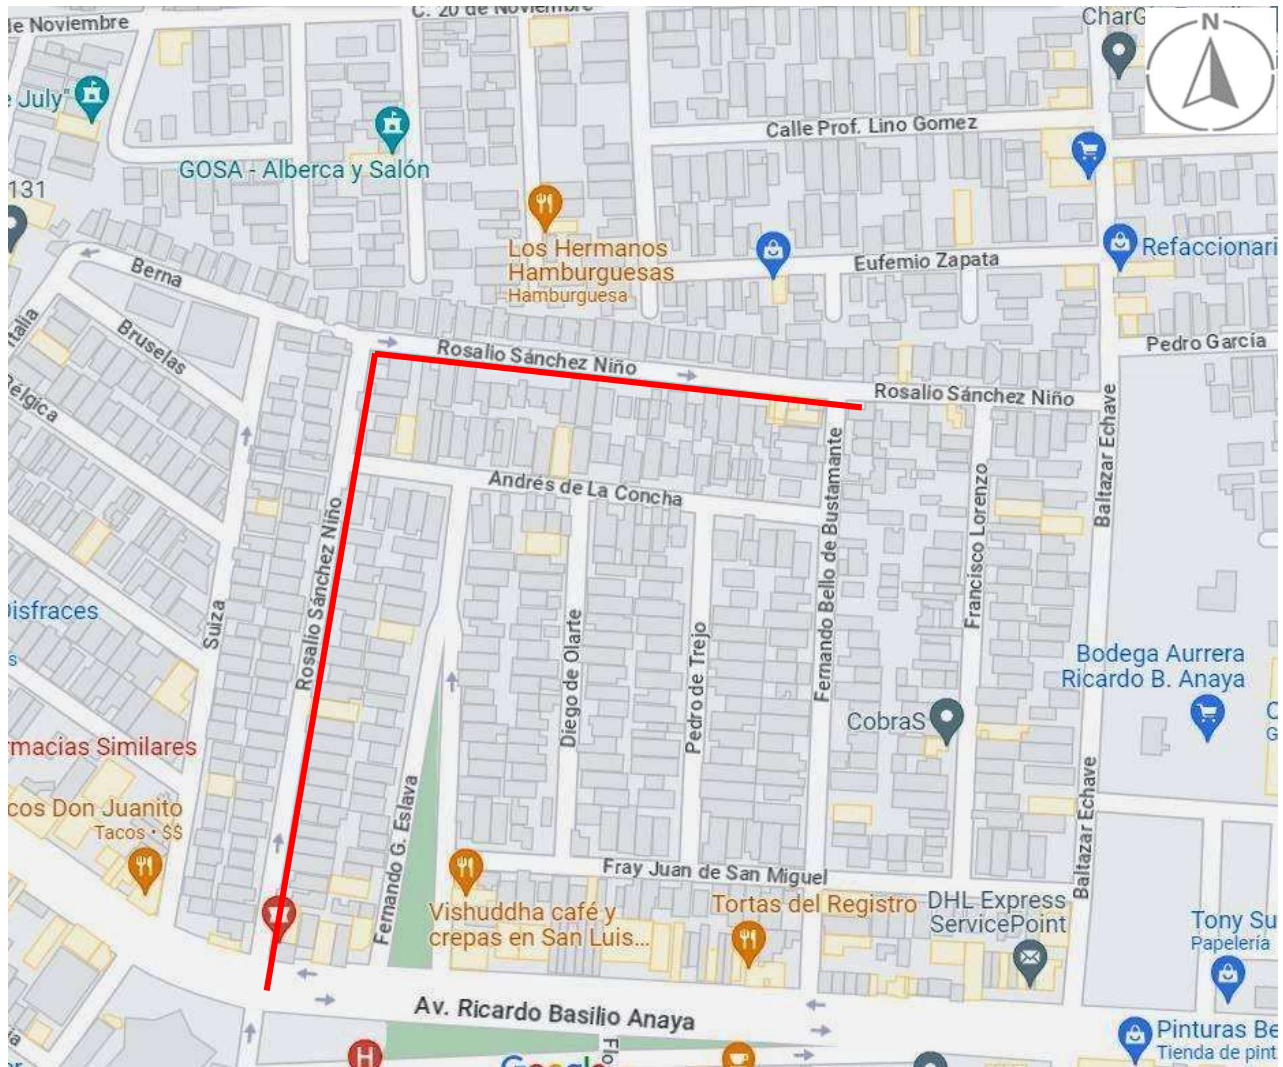 de Noviembre
C. 20 de Noviembre
CharG
N
July"
Calle Prof. Lino Gomez
GOSA - Alberca y Salón
131
Los Hermanos
Hamburguesas
Hamburguesa
Refaccionari
Eufemio Zapata
Berna
Italia
Bruselas
Rosalio Sánchez Niño
Pedro García
Rosalio Sánchez Niño
Bélgica
Andrés de La Concha
Baltazar Echave
Fernando Bello de Bustamante
Francisco Lorenzo
Rosalio Sánchez Niño
Disfraces
s
Suiza
Diego de Olarte
Pedro de Trejo
Bodega Aurrera
Ricardo B. Anaya
CobraS
C
G
rmacias Similares
cos Don Juanito
Tacos · $$
Fernando G. Eslava
Baltazar Echave
Fray Juan de San Miguel
Vishuddha café y
crepas en San Luis...
Tortas del Registro
DHL Express
ServicePoint
Tony Su
Papelería
Av. Ricardo Basilio Anaya
Flo
H
Google
Pinturas Be
Tienda de pint